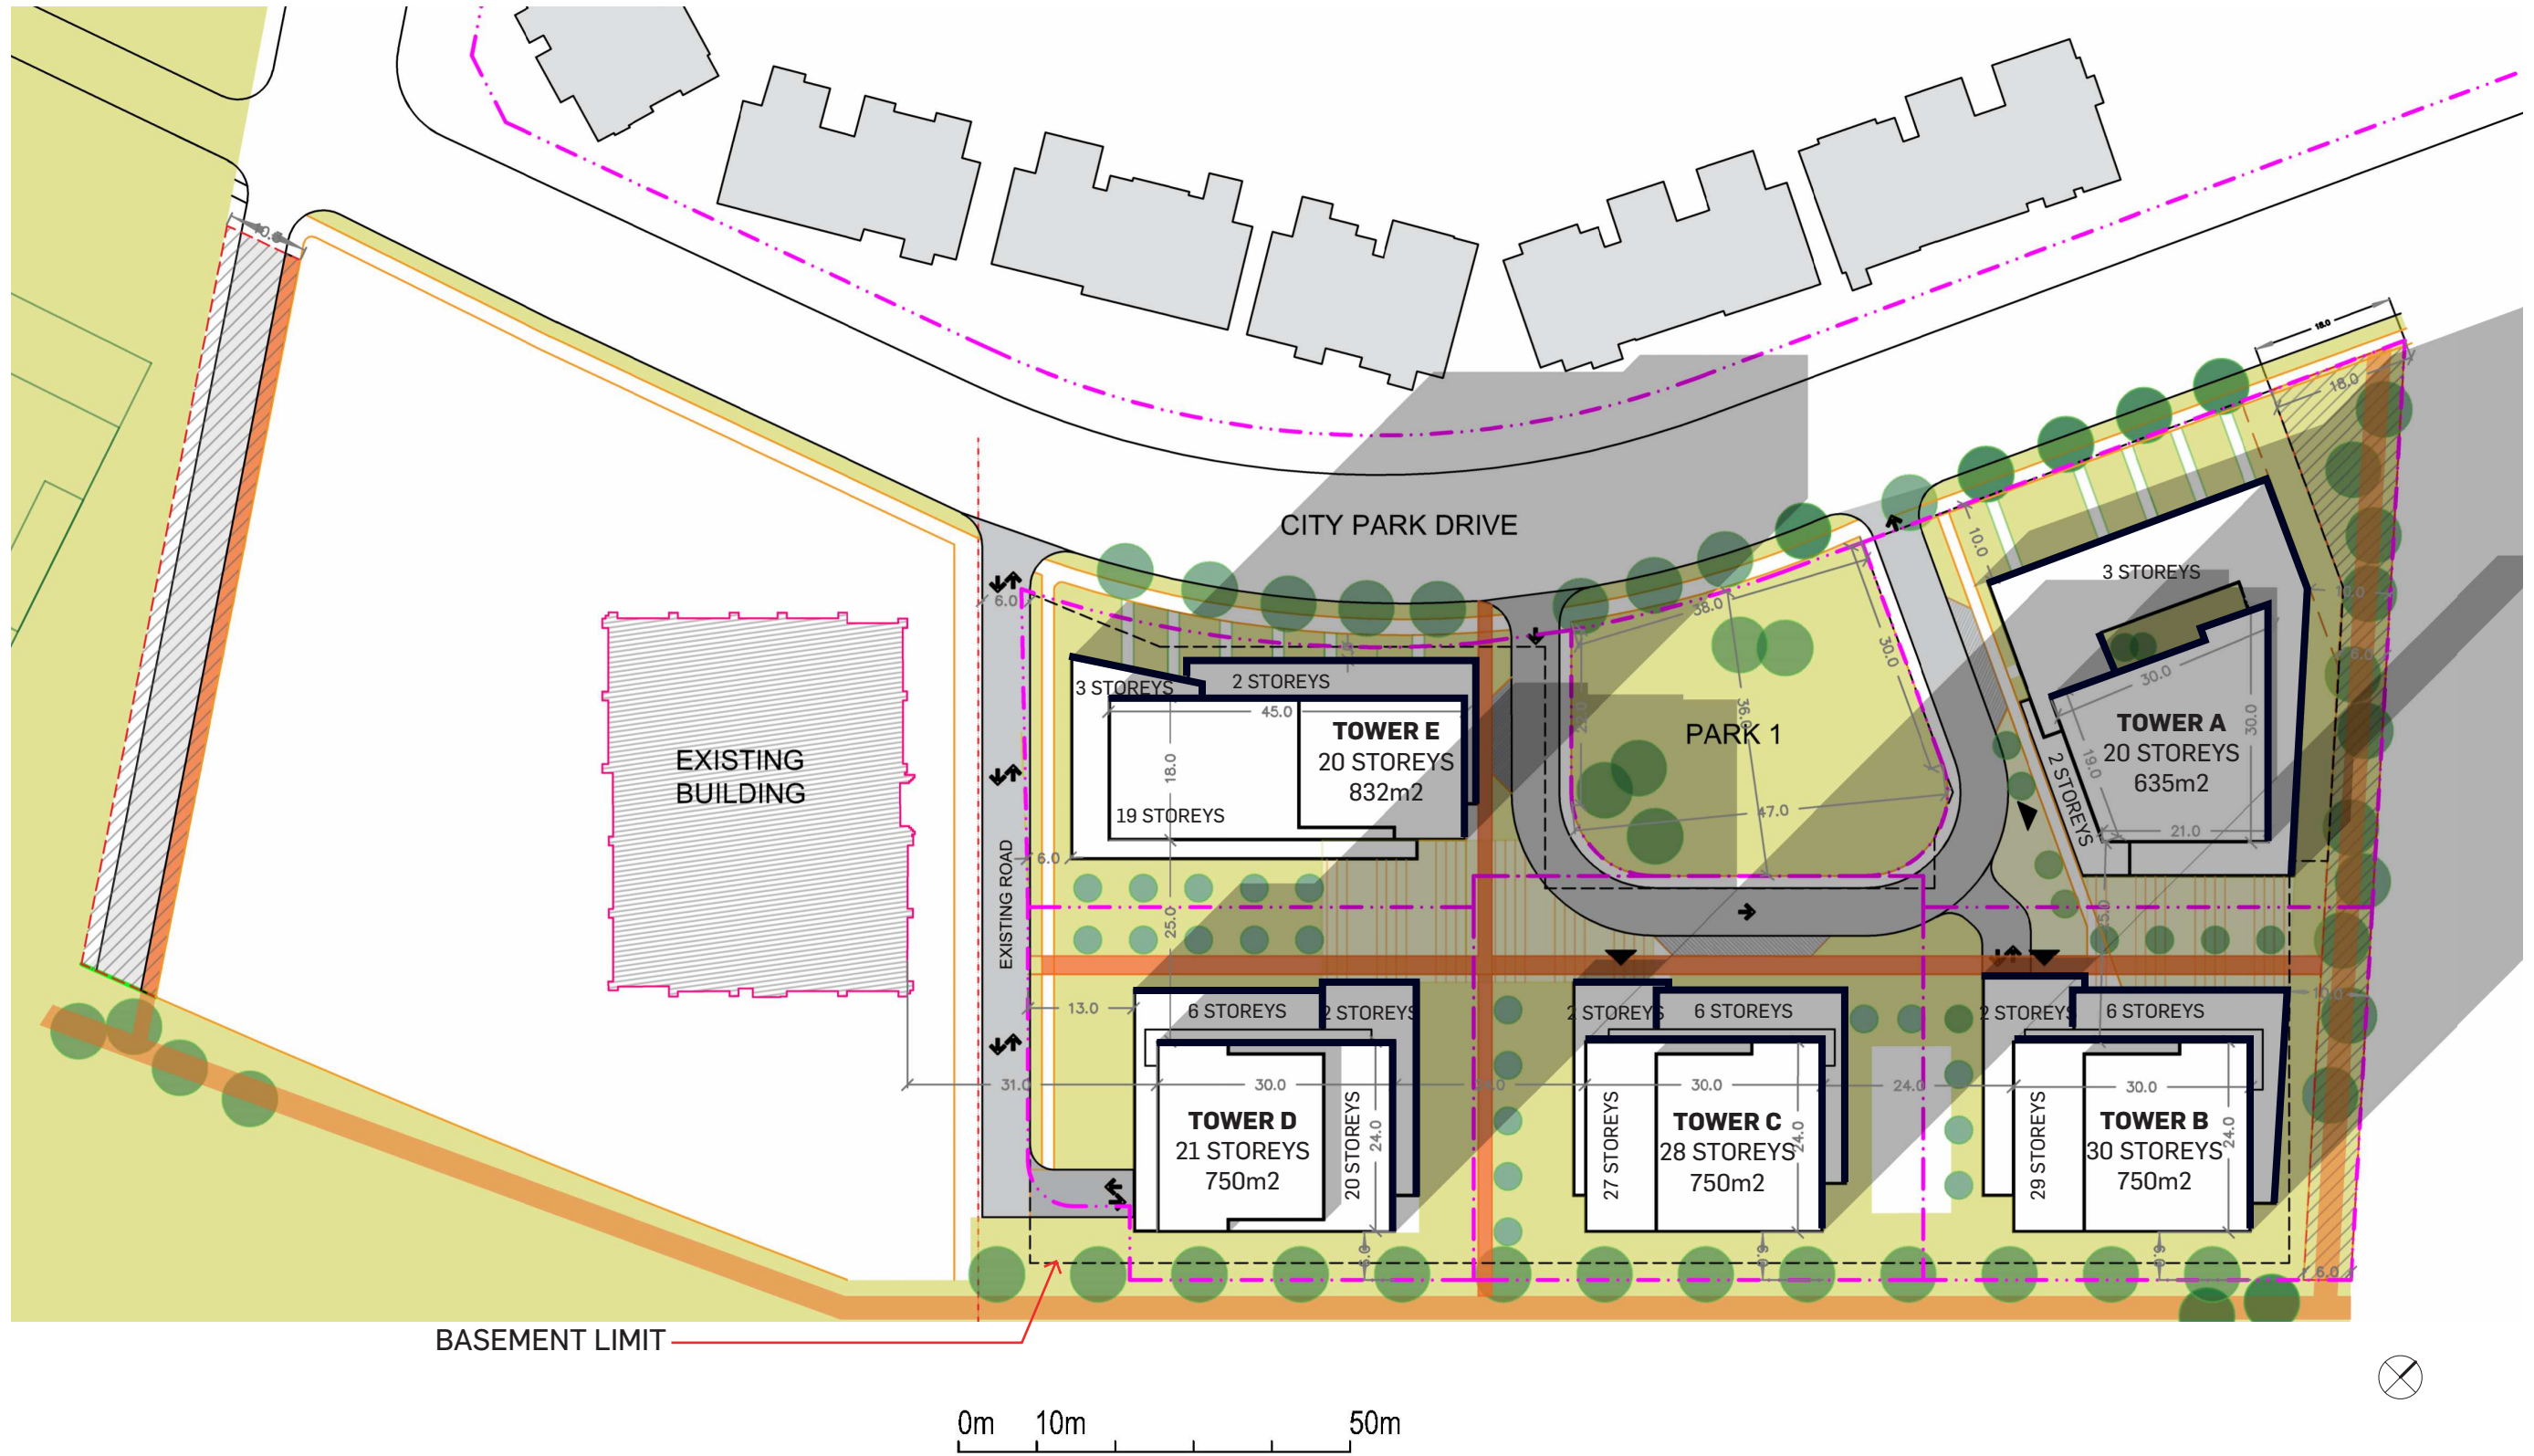 18.0
18.0
CITY PARK DRIVE
10.0
3 STOREYS
6.0
38.0
30.0
10.0
3 STOREYS
2 STOREYS
45.0
TOWER E
20 STOREYS
832m2
18.0
19 STOREYS
PARK 1
36.0
47.0
30.0
TOWER A
20 STOREYS
635m2
30.0
19.0
2 STOREYS
21.0
EXISTING
BUILDING
EXISTING ROAD
6.0
25.0
13.0
6 STOREYS
2 STOREYS
2 STOREYS
6 STOREYS
2 STOREYS
6 STOREYS
31.0
30.0
30.0
24.0
30.0
TOWER D
21 STOREYS
750m2
20 STOREYS
24.0
27 STOREYS
TOWER C
28 STOREYS
750m2
24.0
29 STOREYS
TOWER B
30 STOREYS
750m2
24.0
6.0
BASEMENT LIMIT
0m 10m 50m